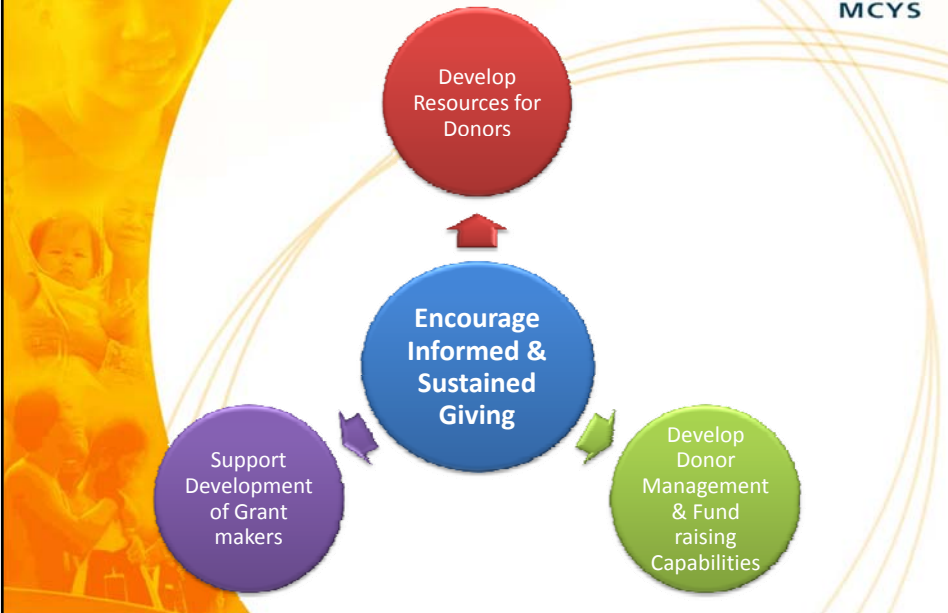 MCYS
Develop
Resources for
Donors
Encourage
Informed &
Sustained
Giving
Support
Development
of Grant
makers
Develop
Donor
Management
& Fund
raising
Capabilities